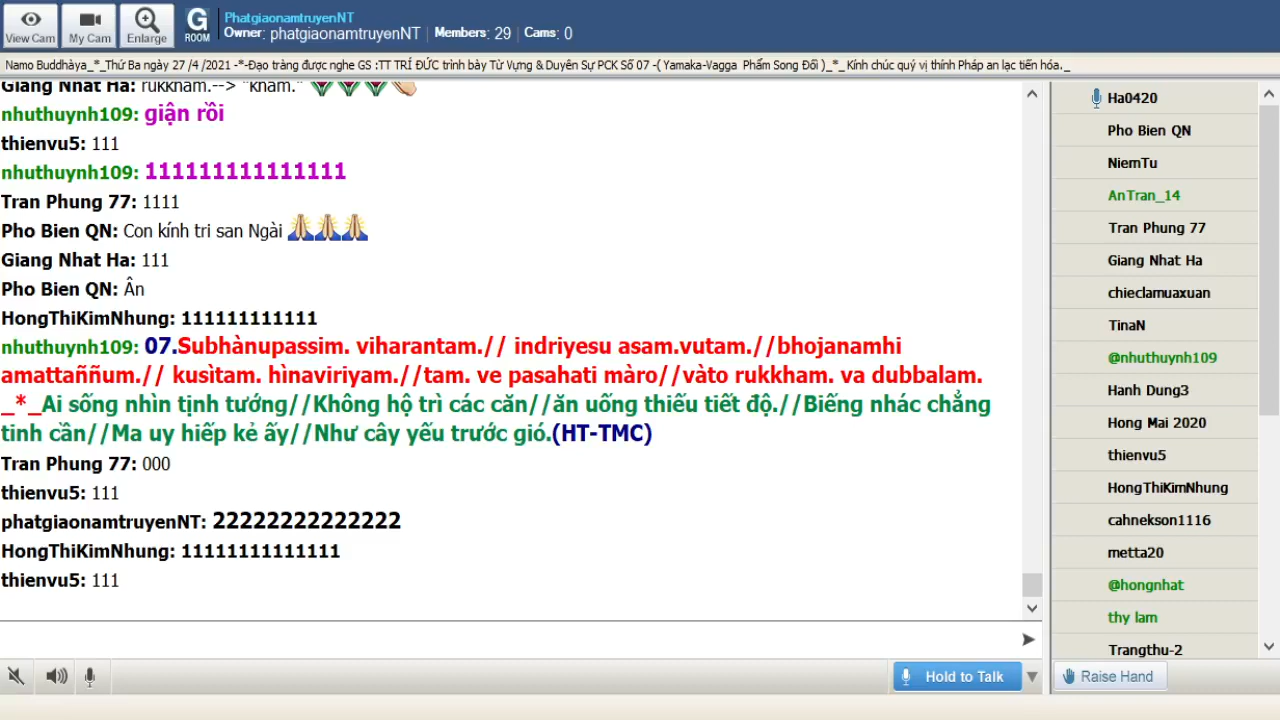 View Cam
My Cam
Enlarge
G
ROOM
PhatgiaonamtruyenNT
Owner: phatgiaonamtruyenNT | Members: 29 | Cams: 0
Namo Buddhàya_*_Thứ Ba ngày 27 /4 /2021 -*-Đạo tràng được nghe GS :TT TRÍ ĐỨC trình bày Từ Vựng & Duyên Sự PCK Số 07 -( Yamaka-Vagga Phẩm Song Đối )_*_ Kính chúc quý vị thính Pháp an lạc tiến hóa._
Giang Nhat Ha: rukkham.--> "kham."
nhuthuynh109: giận rồi
thienvu5: 111
nhuthuynh109: 111111111111111
Tran Phung 77: 1111
Pho Bien QN: Con kính tri san Ngài
Giang Nhat Ha: 111
Pho Bien QN: Ân
HongThiKimNhung: 111111111111
nhuthuynh109: 07.Subhànupassim. viharantam.// indriyesu asam.vutam.//bhojanamhi
amattaññum.// kusìtam. hìnaviriyam.//tam. ve pasahati màro//vàto rukkham. va dubbalam.
_*_Ai sống nhìn tịnh tướng//Không hộ trì các căn//ăn uống thiếu tiết độ.//Biếng nhác chẳng
tinh cần//Ma uy hiếp kẻ ấy//Như cây yếu trước gió.(HT-TMC)
Tran Phung 77: 000
thienvu5: 111
phatgiaonamtruyenNT: 22222222222222
HongThiKimNhung: 11111111111111
thienvu5: 111
Hold to Talk
Ha0420
Pho Bien QN
NiemTu
AnTran_14
Tran Phung 77
Giang Nhat Ha
chieclamuaxuan
TinaN
@nhuthuynh109
Hanh Dung3
Hong Mai 2020
thienvu5
HongThiKimNhung
cahnekson1116
metta20
@hongnhat
thy lam
Trangthu-2
Raise Hand